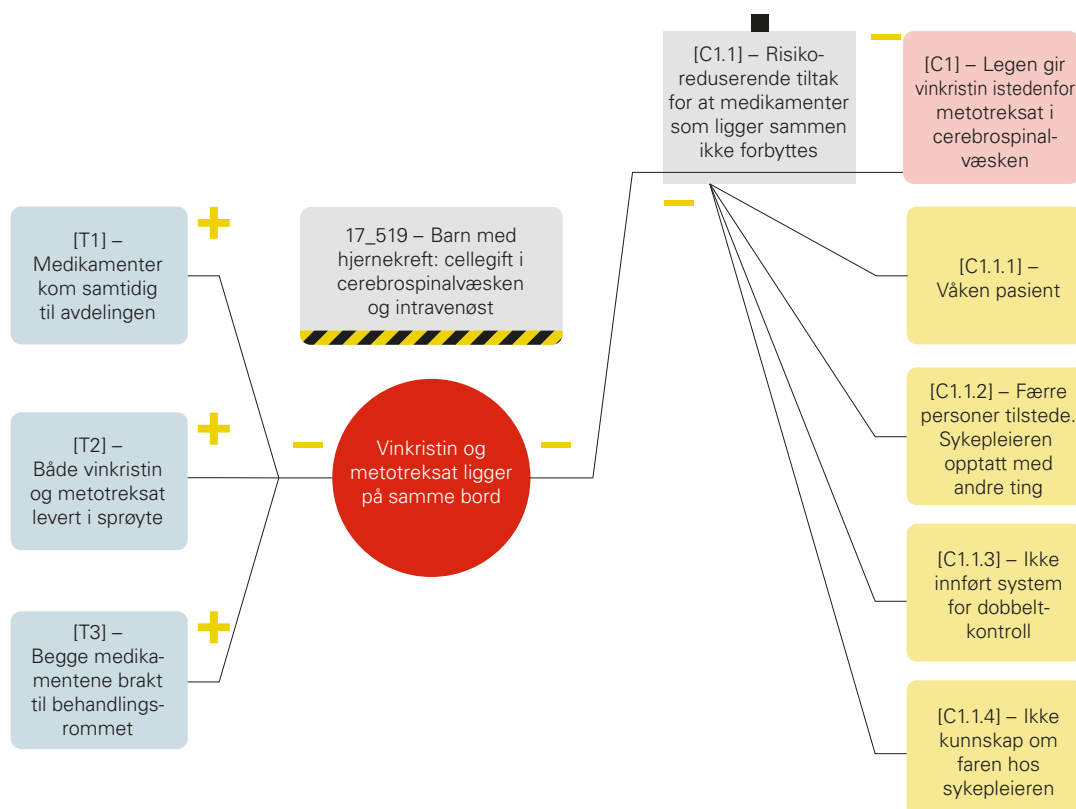 [T1] –
Medikamenter
kom samtidig
til avdelingen
[T2] –
Både vinkristin
og metotreksat
levert i sprøyte
[T3] –
Begge medika-
mentene brakt
til behandlings-
rommet
17_519 – Barn med
hjernekreft: cellegift i
cerebrospinalvæsken
og intravenøst
Vinkristin og
metotreksat ligger
på samme bord
[C1.1] – Risiko-
reduserende tiltak
for at medikamenter
som ligger sammen
ikke forbyttes
[C1] – Legen gir
vinkristin istedenfor
metotreksat i
cerebrospinal-
væsken
[C1.1.1] –
Våken pasient
[C1.1.2] – Færre
personer tilstede.
Sykepleieren
opptatt med
andre ting
[C1.1.3] – Ikke
innført system
for dobbelt-
kontroll
[C1.1.4] – Ikke
kunnskap om
faren hos
sykepleieren